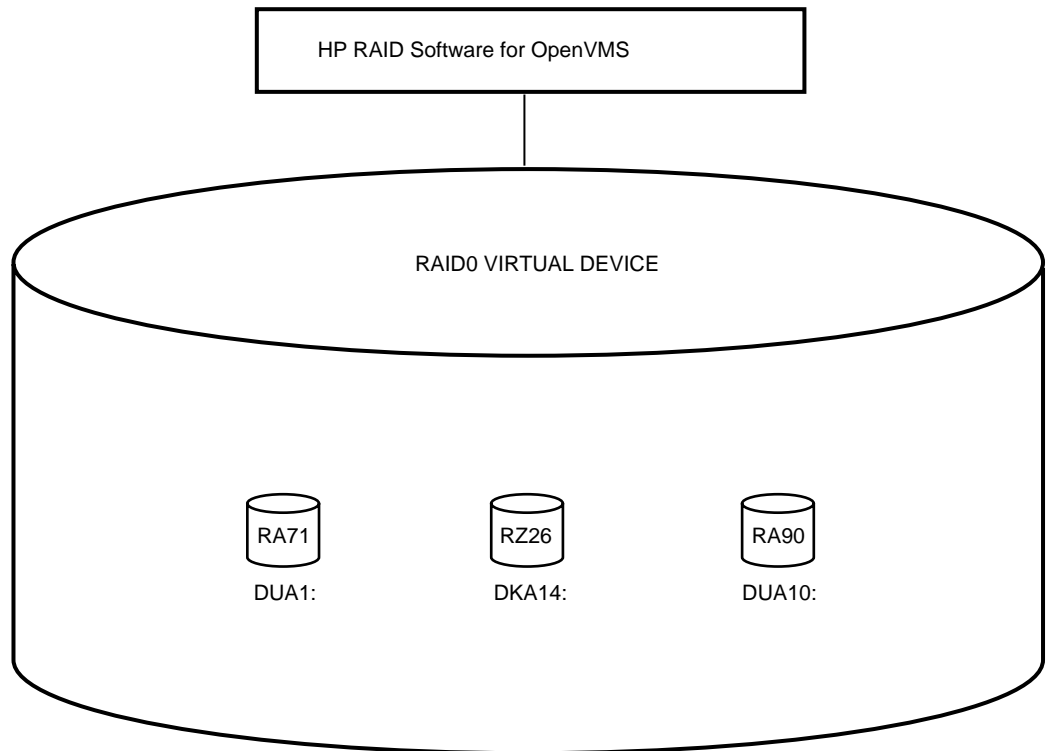 HP RAID Software for OpenVMS
RAID0 VIRTUAL DEVICE
RA71 RZ26 RA90
DUA1: DKA14: DUA10: